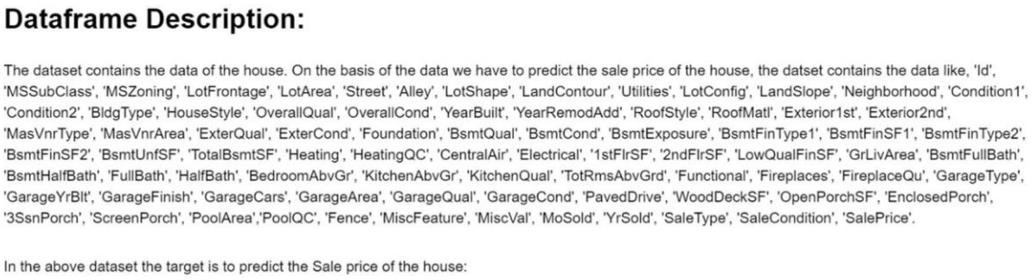 Dataframe Description:
The dataset contains the data of the house. On the basis of the data we have to predict the sale price of the house, the datset contains the data like, 'Id',
'MSSubClass', 'MSZoning', 'LotFrontage', 'LotArea', 'Street', 'Alley', 'LotShape', 'LandContour', 'Utilities', 'LotConfig', 'LandSlope', 'Neighborhood', 'Condition1',
'Condition2', 'BldgType', 'HouseStyle', 'OverallQual', 'OverallCond', 'YearBuilt', 'YearRemodAdd', 'RoofStyle', 'RoofMatl', 'Exterior1st', 'Exterior2nd',
'MasVnrType', 'MasVnrArea', 'ExterQual', 'ExterCond', 'Foundation', 'BsmtQual', 'BsmtCond', 'BsmtExposure', 'BsmtFinType1', 'BsmtFinSF1', 'BsmtFinType2',
'BsmtFinSF2', 'BsmtUnfSF', 'TotalBsmtSF', 'Heating', 'HeatingQC', 'CentralAir', 'Electrical', '1stFlrSF', '2ndFlrSF', 'LowQualFinSF', 'GrLivArea', 'BsmtFullBath',
'BsmtHalfBath', 'FullBath', 'HalfBath', 'BedroomAbvGr', 'KitchenAbvGr', 'KitchenQual', 'TotRmsAbvGrd', 'Functional', 'Fireplaces', 'FireplaceQu', 'GarageType',
'GarageYrBlt', 'GarageFinish', 'GarageCars', 'GarageArea', 'GarageQual', 'GarageCond', 'PavedDrive', 'WoodDeckSF', 'OpenPorchSF', 'EnclosedPorch',
'3SsnPorch', 'ScreenPorch', 'PoolArea','PoolQC', 'Fence', 'MiscFeature', 'MiscVal', 'MoSold', 'YrSold', 'SaleType', 'SaleCondition', 'SalePrice'.
In the above dataset the target is to predict the Sale price of the house: